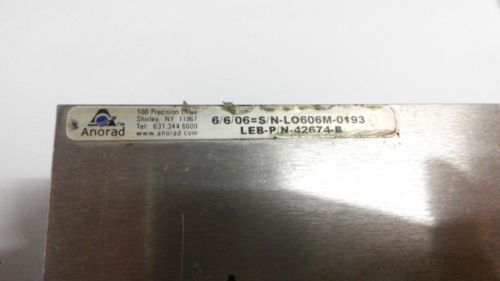 Anorad
100 Precision Drive
Shirley, NY 11967
Tel: 631.344.6600
www.anorad.com
6/6/06=S/N-LO606M-0193
LEB-P/N-42674-B